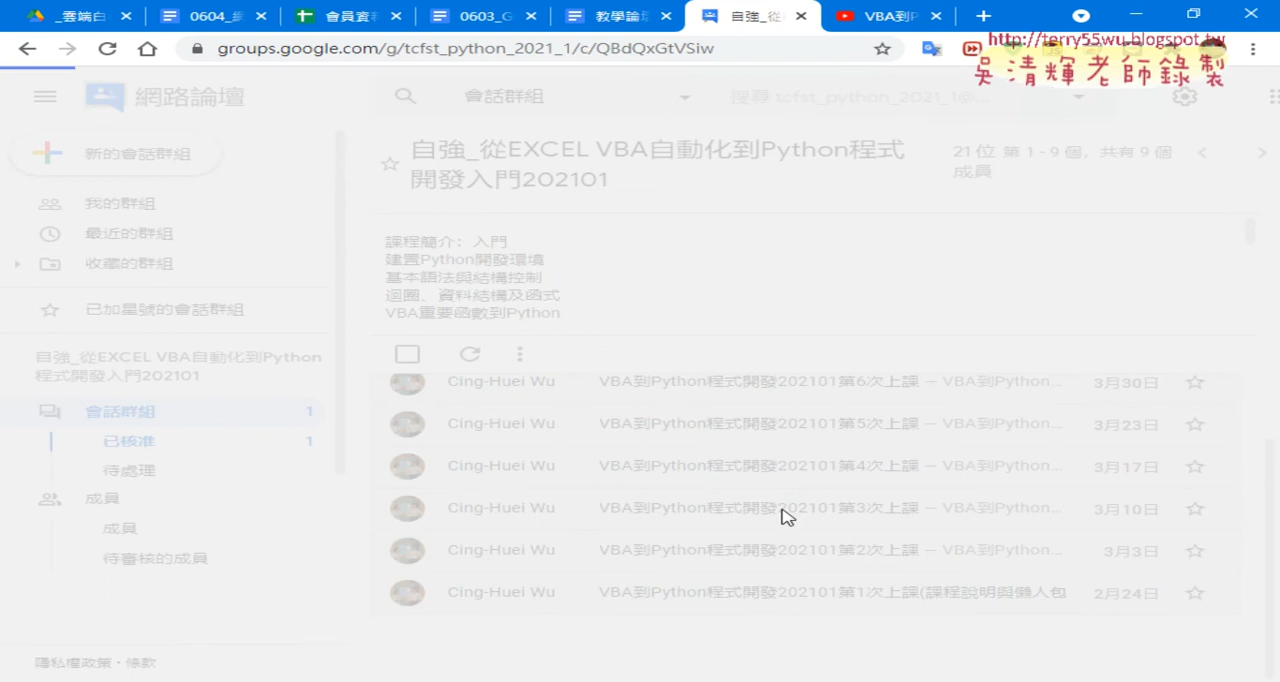 _雲端白
0604_
會員資
0603_G
教學論
自強_從
VBA到P
groups.google.com/g/tcfst_python_2021_1/c/QBdQxGtVSiw
http://terry55.wu.blogspot.tw
吳清輝老師錄製
網路論壇
會話群組
搜尋 tcfst_python_2021_1@...
新的會話群組
我的群組
最近的群組
收藏的群組
已加星號的會話群組
自強_從EXCEL VBA自動化到Python
程式開發入門202101
會話群組 1
已核准 1
待處理
成員
成員
待審核的成員
隱私權政策・條款
自強_從EXCEL VBA自動化到Python程式
開發入門202101
21 位
成員
第 1 - 9 個，共有 9 個
課程簡介：入門
建置Python開發環境
基本語法與結構控制
迴圈、資料結構及函式
VBA重要函數到Python
Cing-Huei Wu VBA到Python程式開發202101第6次上課 – VBA到Python... 3月30日
Cing-Huei Wu VBA到Python程式開發202101第5次上課 – VBA到Python... 3月23日
Cing-Huei Wu VBA到Python程式開發202101第4次上課 – VBA到Python... 3月17日
Cing-Huei Wu VBA到Python程式開發202101第3次上課 – VBA到Python... 3月10日
Cing-Huei Wu VBA到Python程式開發202101第2次上課 – VBA到Python... 3月3日
Cing-Huei Wu VBA到Python程式開發202101第1次上課(課程說明與懶人包 2月24日